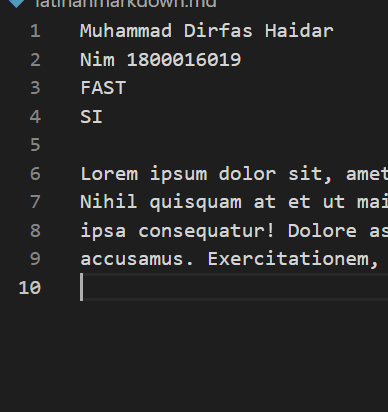 latihanmarkdown.md
1 Muhammad Dirfas Haidar
2 Nim 1800016019
3 FAST
4 SI
5
6 Lorem ipsum dolor sit, amet
7 Nihil quisquam at et ut mai
8 ipsa consequatur! Dolore as
9 accusamus. Exercitationem,
10